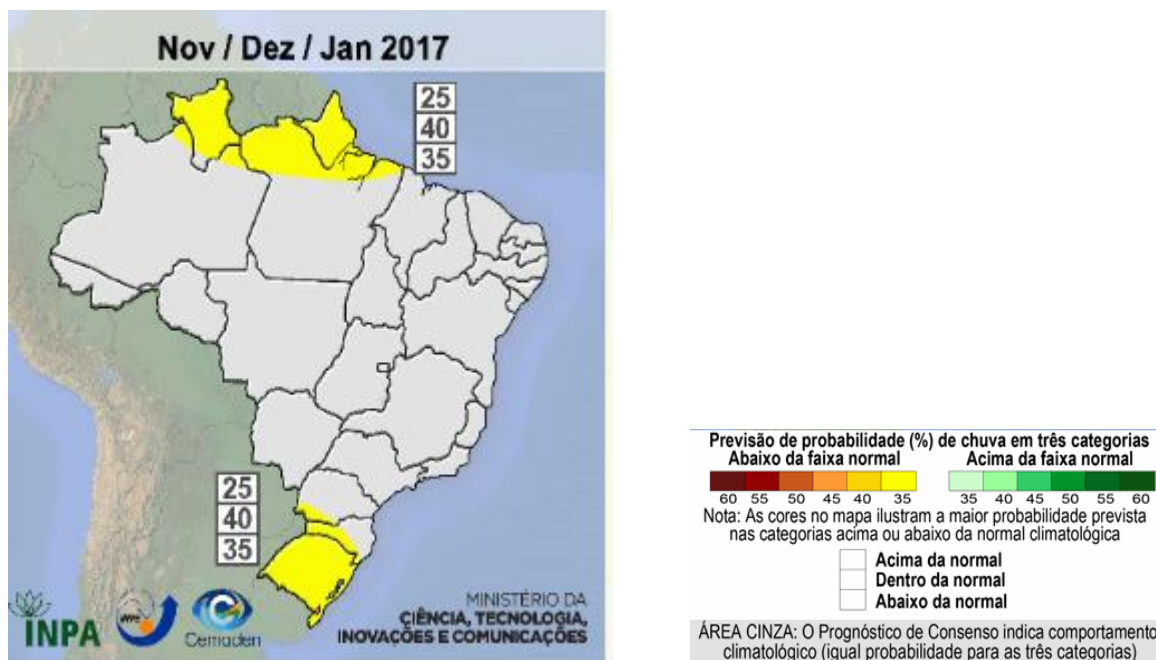 Nov / Dez / Jan 2017
25
40
35
25
40
35
INPA
Cemaden
MINISTÉRIO DA
CIÊNCIA, TECNOLOGIA,
INOVAÇÕES E COMUNICAÇÕES
Previsão de probabilidade (%) de chuva em três categorias
Abaixo da faixa normal Acima da faixa normal
60 55 50 45 40 35 35 40 45 50 55 60
Nota: As cores no mapa ilustram a maior probabilidade prevista
nas categorias acima ou abaixo da normal climatológica
Acima da normal
Dentro da normal
Abaixo da normal
ÁREA CINZA: O Prognóstico de Consenso indica comportamento
climatológico (igual probabilidade para as três categorias)